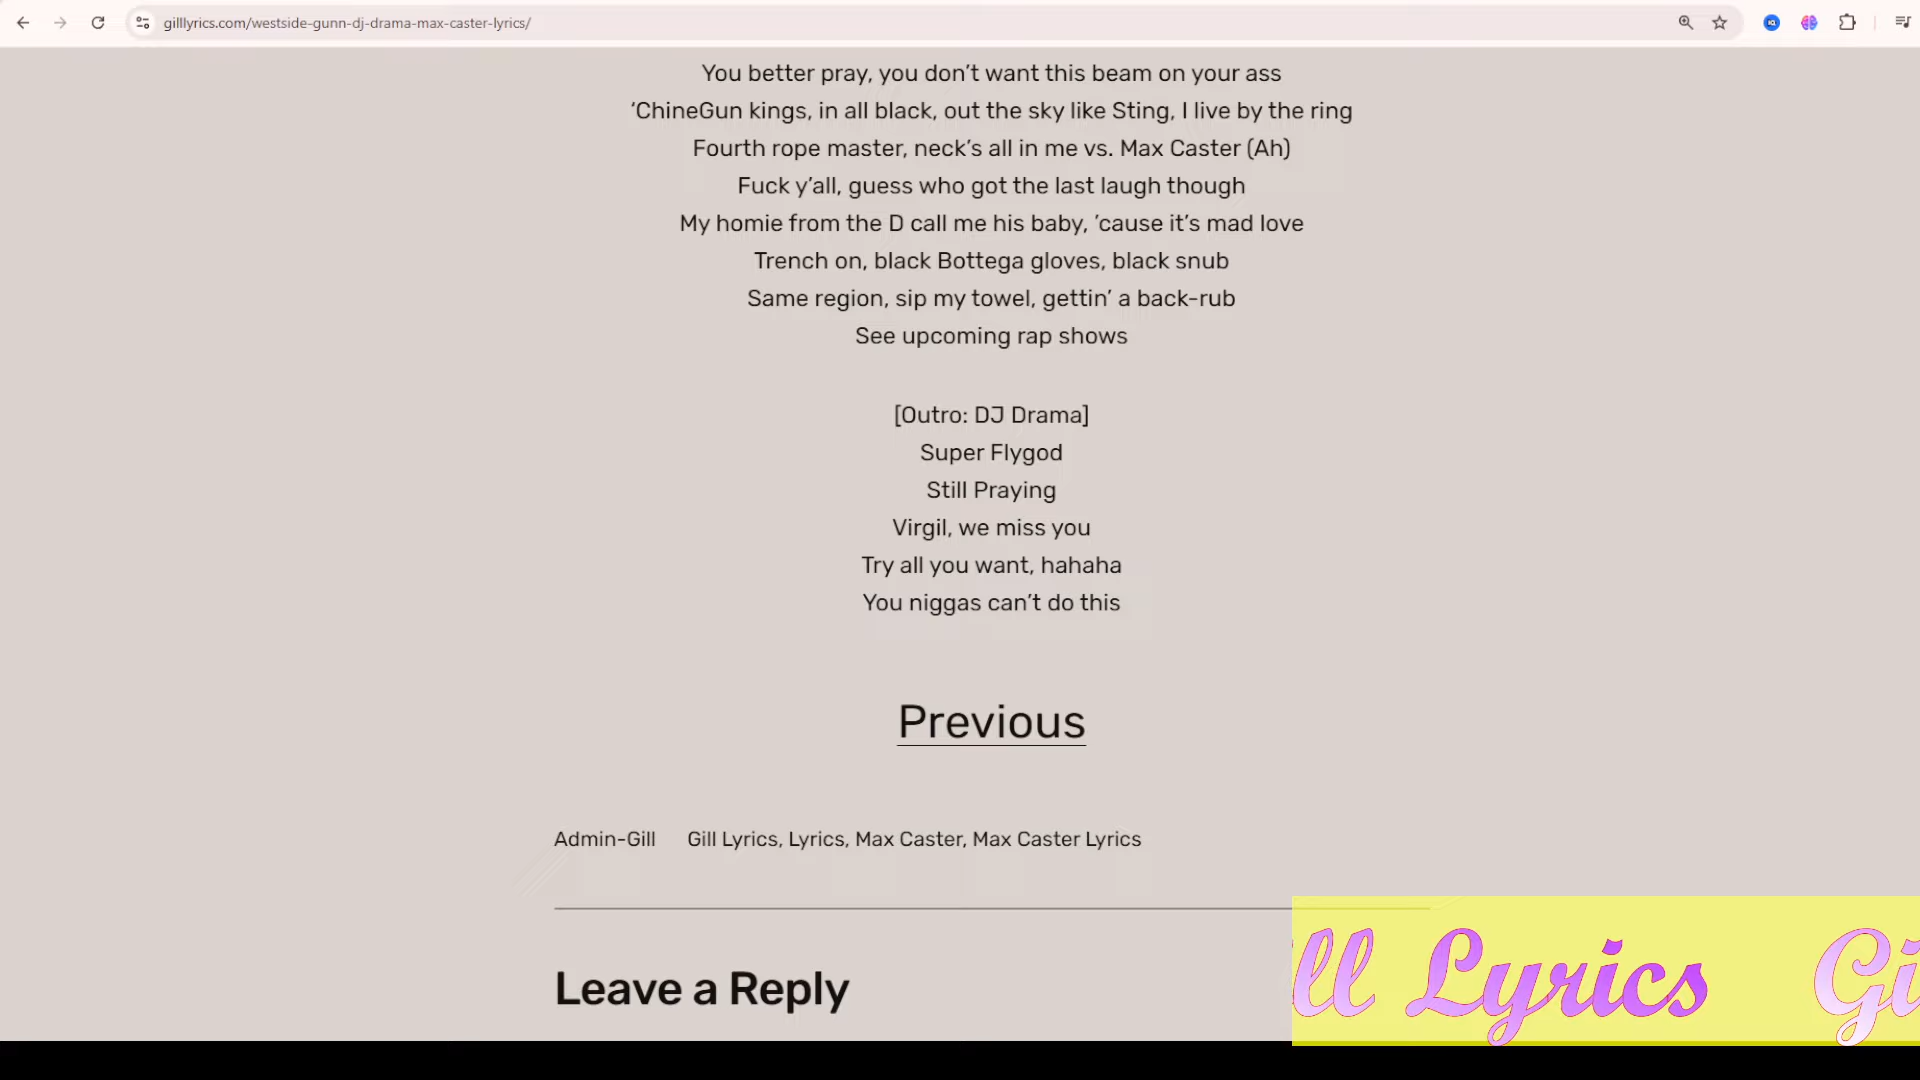 gilllyrics.com/westside-gunn-dj-drama-max-caster-lyrics/
You better pray, you don’t want this beam on your ass
‘ChineGun kings, in all black, out the sky like Sting, I live by the ring
Fourth rope master, neck’s all in me vs. Max Caster (Ah)
Fuck y’all, guess who got the last laugh though
My homie from the D call me his baby, ’cause it’s mad love
Trench on, black Bottega gloves, black snub
Same region, sip my towel, gettin’ a back-rub
See upcoming rap shows
[Outro: DJ Drama]
Super Flygod
Still Praying
Virgil, we miss you
Try all you want, hahaha
You niggas can’t do this
Previous
Admin-Gill Gill Lyrics, Lyrics, Max Caster, Max Caster Lyrics
Leave a Reply
ll Lyrics Gi